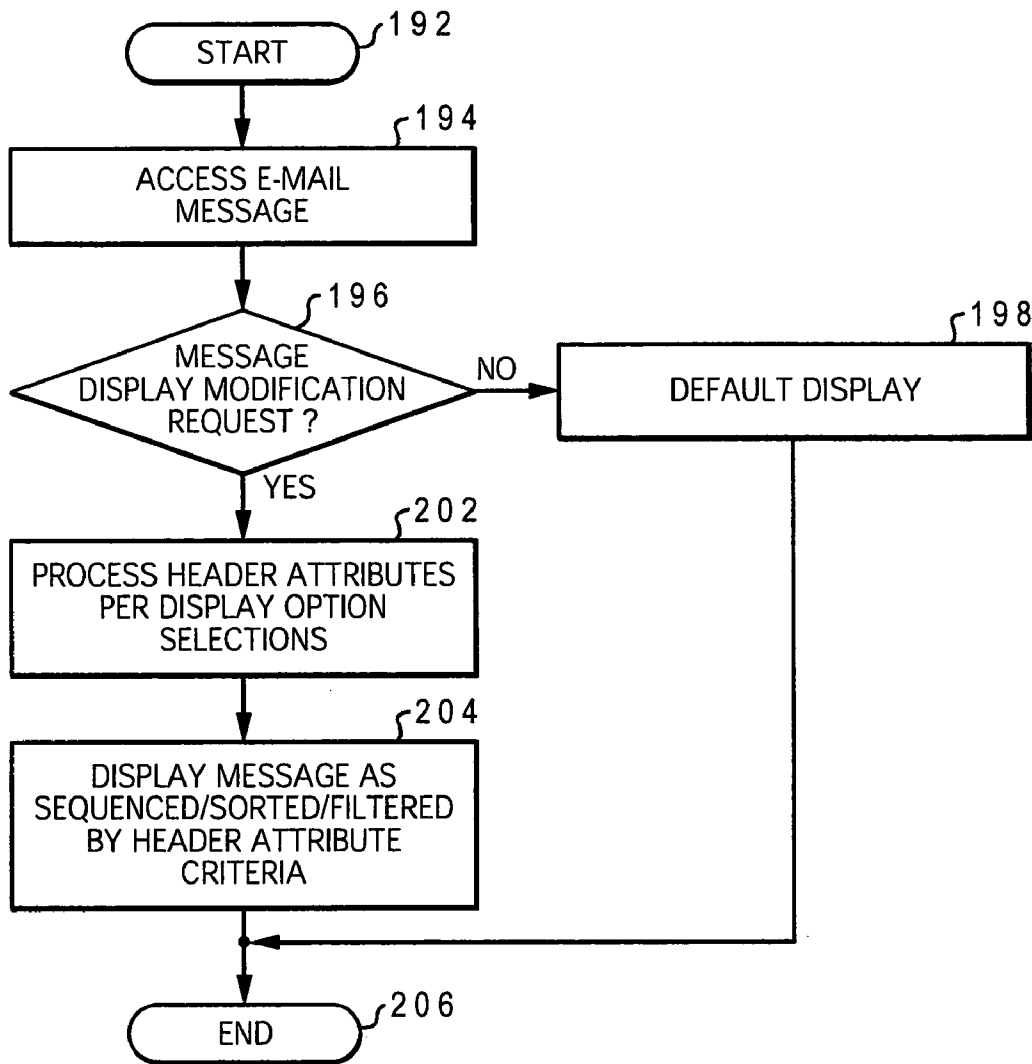 192
START
194
ACCESS E-MAIL
MESSAGE
196
MESSAGE
DISPLAY MODIFICATION
REQUEST ?
NO
198
DEFAULT DISPLAY
YES
202
PROCESS HEADER ATTRIBUTES
PER DISPLAY OPTION
SELECTIONS
204
DISPLAY MESSAGE AS
SEQUENCED/SORTED/FILTERED
BY HEADER ATTRIBUTE
CRITERIA
206
END